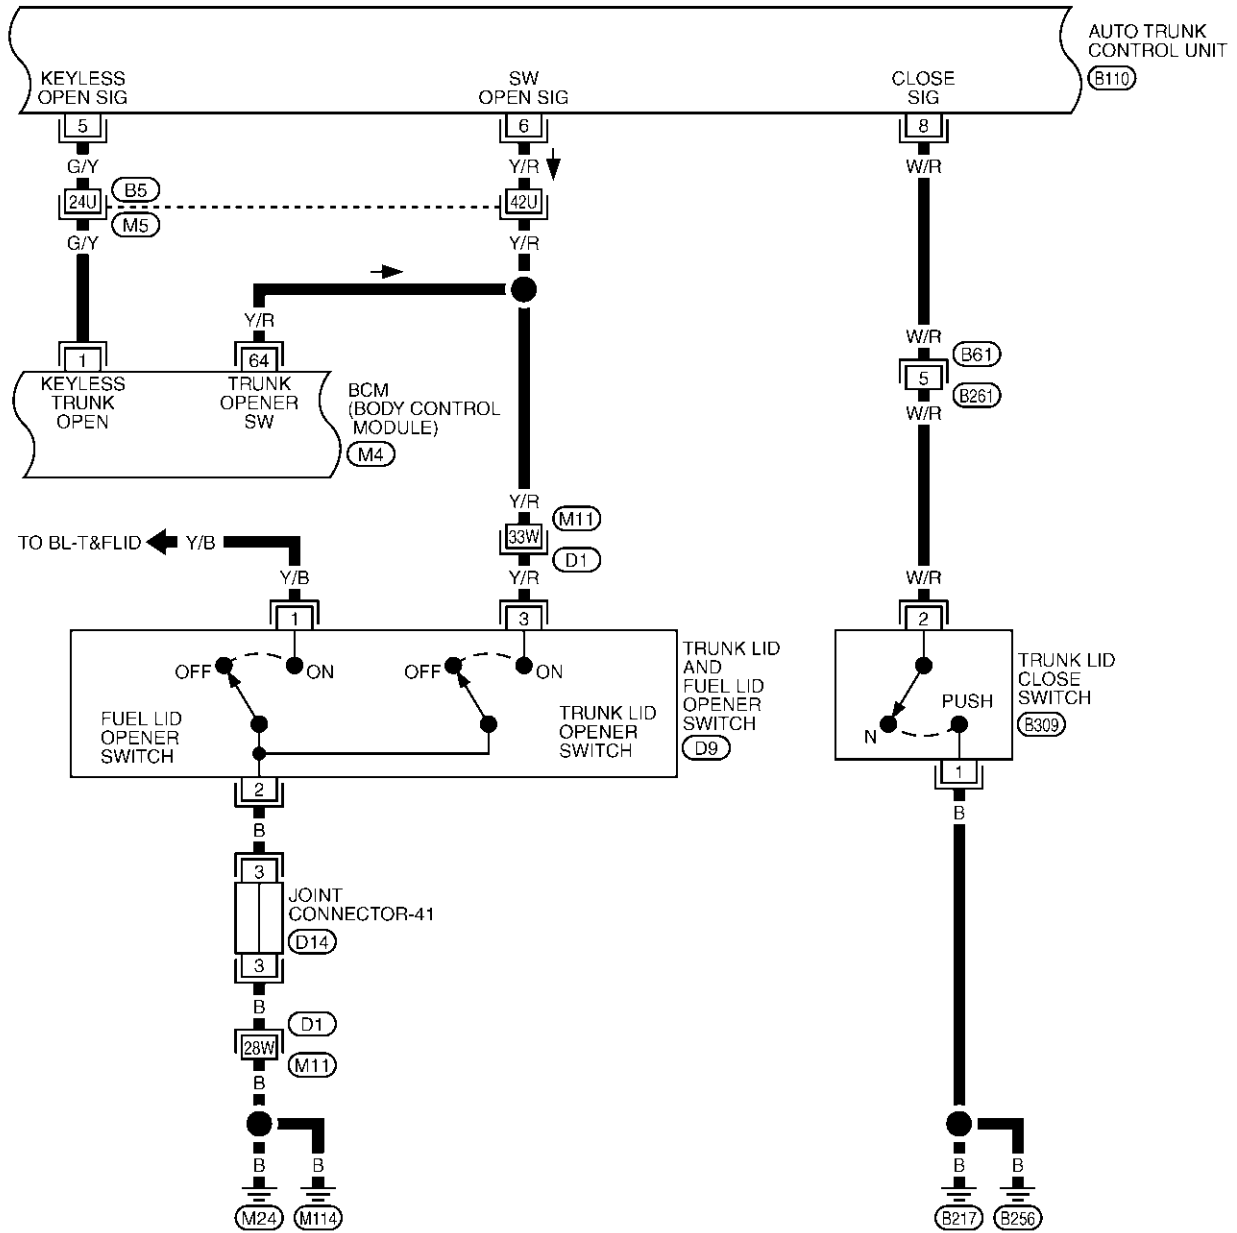 AUTO TRUNK
CONTROL UNIT
B110
KEYLESS
OPEN SIG
SW
OPEN SIG
CLOSE
SIG
5
6
8
G/Y
Y/R
W/R
24U
B5
M5
42U
G/Y
Y/R
Y/R
W/R
1
64
5
B61
B261
KEYLESS
TRUNK
OPEN
TRUNK
OPENER
SW
BCM
(BODY CONTROL
MODULE)
M4
W/R
Y/R
33W
M11
D1
TO BL-T&FLID
Y/B
Y/B
Y/R
W/R
1
3
2
OFF
ON
OFF
ON
FUEL LID
OPENER
SWITCH
TRUNK LID
OPENER
SWITCH
TRUNK LID
AND
FUEL LID
OPENER
SWITCH
D9
N
PUSH
TRUNK LID
CLOSE
SWITCH
B309
2
1
B
B
3
JOINT
CONNECTOR-41
D14
3
B
28W
D1
M11
B
B
B
B
B
M24
M114
B217
B256